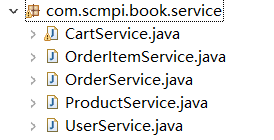 com.scmpi.book.service
CartService.java
OrderItemService.java
OrderService.java
ProductService.java
UserService.java